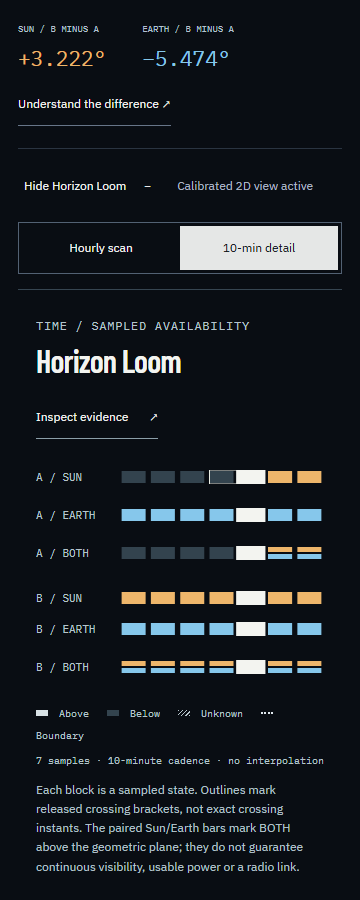 SUN / B MINUS A EARTH / B MINUS A
+3.222° −5.474°
Understand the difference ↗
Hide Horizon Loom – Calibrated 2D view active
Hourly scan 10-min detail
TIME / SAMPLED AVAILABILITY
Horizon Loom
Inspect evidence ↗
A / SUN
A / EARTH
A / BOTH
B / SUN
B / EARTH
B / BOTH
Above Below Unknown
Boundary
7 samples · 10-minute cadence · no interpolation
Each block is a sampled state. Outlines mark
released crossing brackets, not exact crossing
instants. The paired Sun/Earth bars mark BOTH
above the geometric plane; they do not guarantee
continuous visibility, usable power or a radio link.